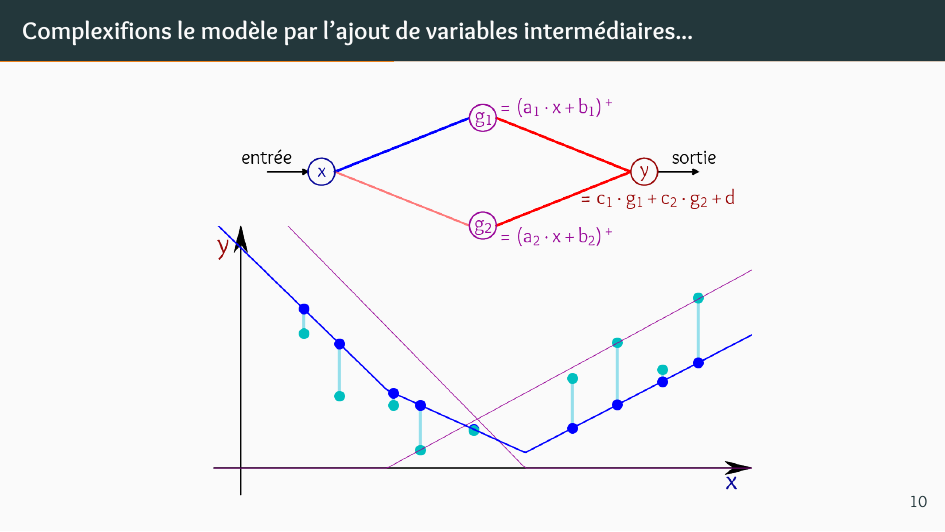 Complexifions le modèle par l’ajout de variables intermédiaires...
g1 = (a1 · x + b1)+
entrée
x
y
sortie
= c1 · g1 + c2 · g2 + d
g2 = (a2 · x + b2)+
y
x
10